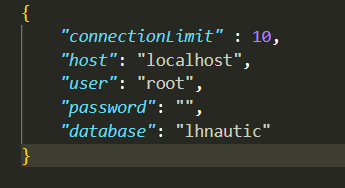 {
"connectionLimit" : 10,
"host": "localhost",
"user": "root",
"password": "",
"database": "lhnautic"
}